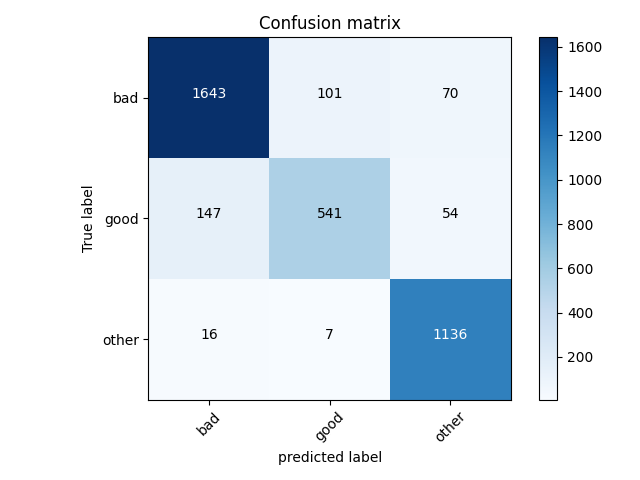 Confusion matrix
True label
bad 1643 101 70
good 147 541 54
other 16 7 1136
bad good other
predicted label
1600
1400
1200
1000
800
600
400
200